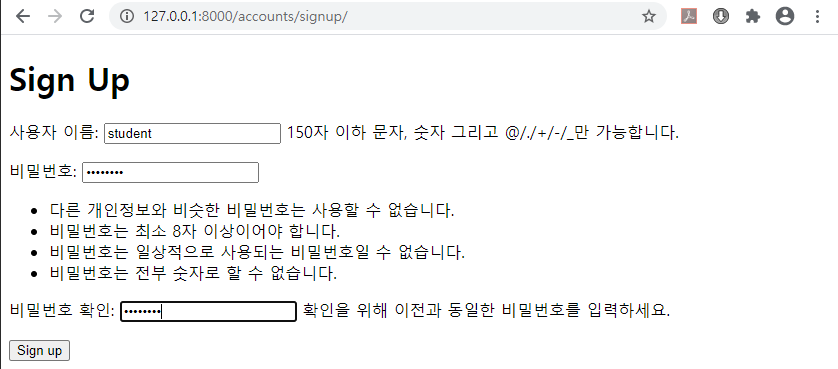 127.0.0.1:8000/accounts/signup/
Sign Up
사용자 이름: student 150자 이하 문자, 숫자 그리고 @/./+/-/_만 가능합니다.
비밀번호: ••••••••
• 다른 개인정보와 비슷한 비밀번호는 사용할 수 없습니다.
• 비밀번호는 최소 8자 이상이어야 합니다.
• 비밀번호는 일상적으로 사용되는 비밀번호일 수 없습니다.
• 비밀번호는 전부 숫자로 할 수 없습니다.
비밀번호 확인: •••••••• 확인을 위해 이전과 동일한 비밀번호를 입력하세요.
Sign up